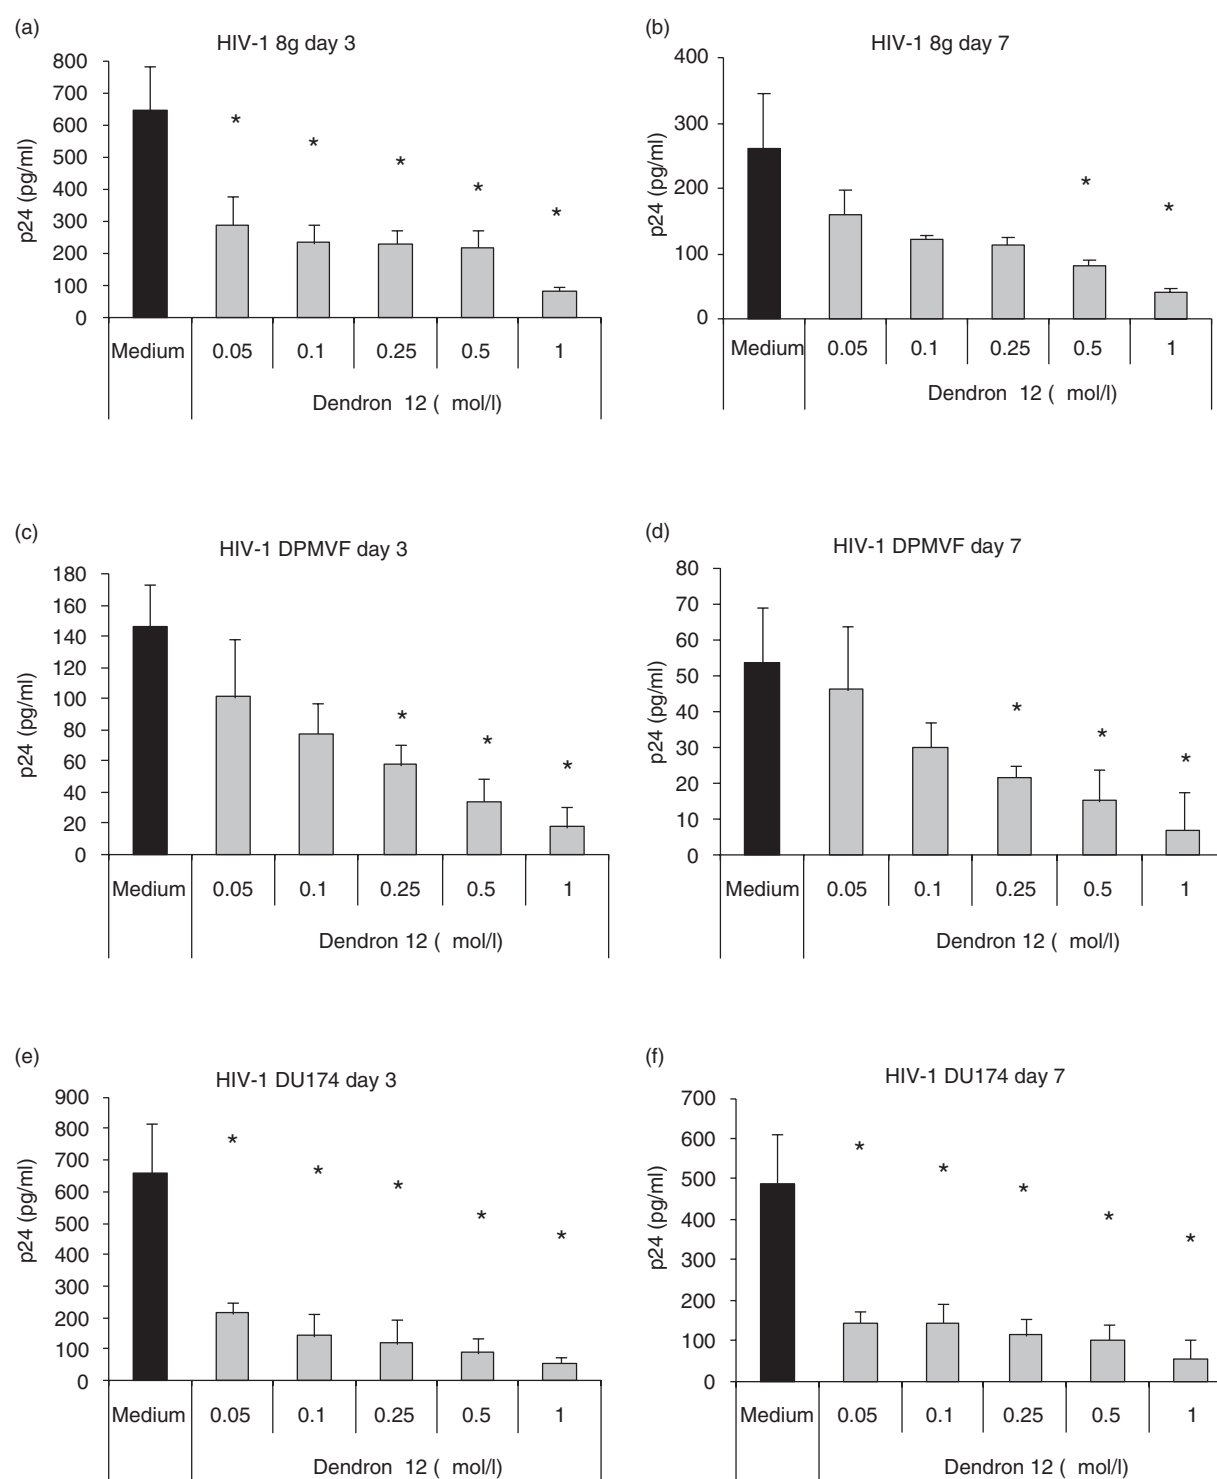 (a)
HIV-1 8g day 3
800
700
600
500
400
300
200
100
0
p24 (pg/ml)
* * * * *
Medium 0.05 0.1 0.25 0.5 1
Dendron 12 ( mol/l)
(b)
HIV-1 8g day 7
400
300
200
100
0
p24 (pg/ml)
* *
Medium 0.05 0.1 0.25 0.5 1
Dendron 12 ( mol/l)
(c)
HIV-1 DPMVF day 3
180
160
140
120
100
80
60
40
20
0
p24 (pg/ml)
* * *
Medium 0.05 0.1 0.25 0.5 1
Dendron 12 ( mol/l)
(d)
HIV-1 DPMVF day 7
80
70
60
50
40
30
20
10
0
p24 (pg/ml)
* * *
Medium 0.05 0.1 0.25 0.5 1
Dendron 12 ( mol/l)
(e)
HIV-1 DU174 day 3
900
800
700
600
500
400
300
200
100
0
p24 (pg/ml)
* * * * *
Medium 0.05 0.1 0.25 0.5 1
Dendron 12 ( mol/l)
(f)
HIV-1 DU174 day 7
700
600
500
400
300
200
100
0
p24 (pg/ml)
* * * * *
Medium 0.05 0.1 0.25 0.5 1
Dendron 12 ( mol/l)